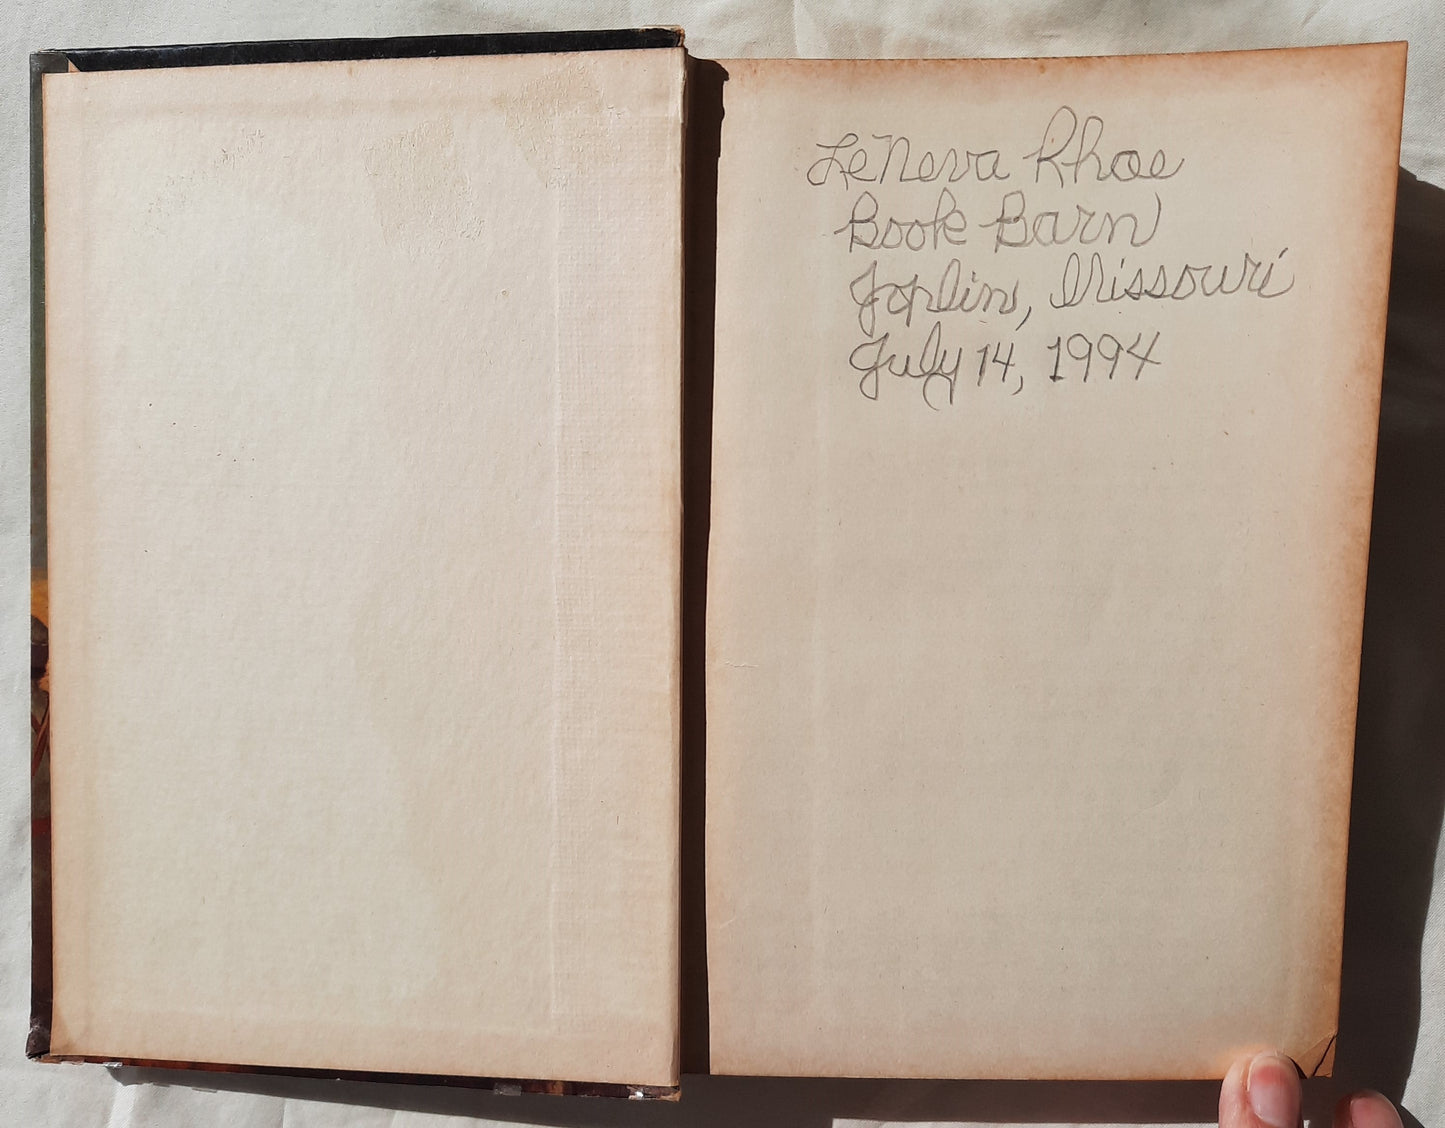 LeNeva Rhoe
Book Barn
Joplin, Missouri
July 14, 1994